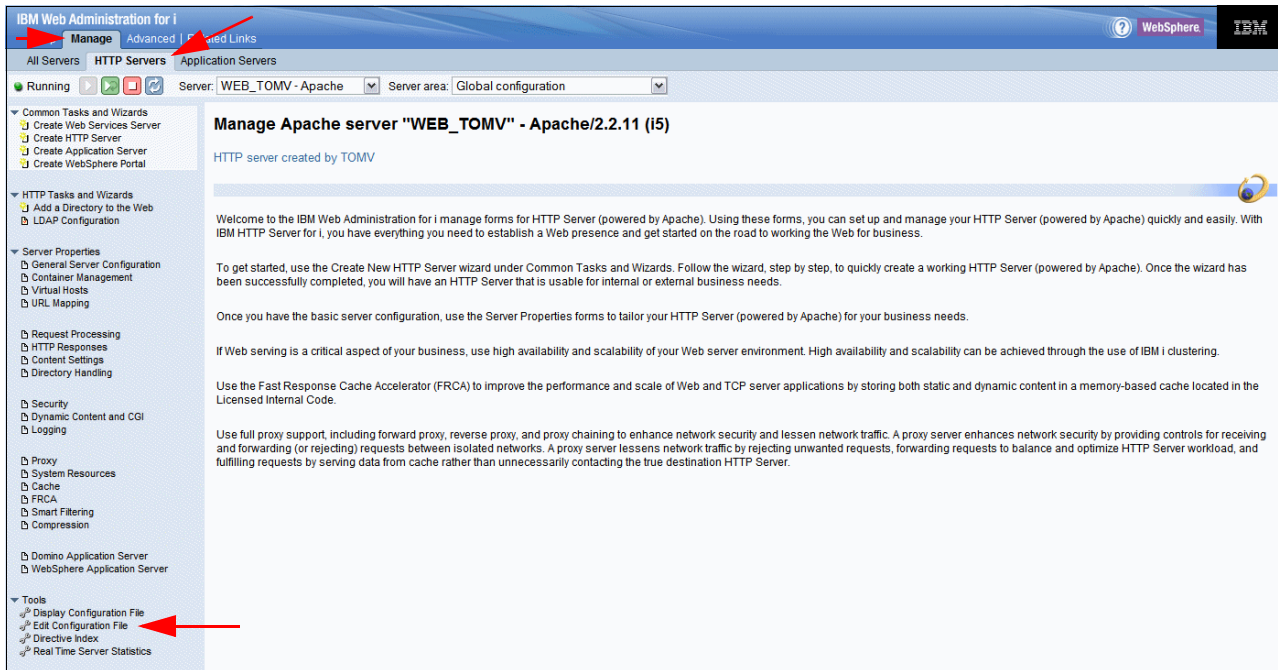 IBM Web Administration for i
Manage Advanced | Related Links
WebSphere. IBM
All Servers HTTP Servers Application Servers
Running Server: WEB_TOMV - Apache Server area: Global configuration
Common Tasks and Wizards
Create Web Services Server
Create HTTP Server
Create Application Server
Create WebSphere Portal
HTTP Tasks and Wizards
Add a Directory to the Web
LDAP Configuration
Server Properties
General Server Configuration
Container Management
Virtual Hosts
URL Mapping
Request Processing
HTTP Responses
Content Settings
Directory Handling
Security
Dynamic Content and CGI
Logging
Proxy
System Resources
Cache
FRCA
Smart Filtering
Compression
Domino Application Server
WebSphere Application Server
Tools
Display Configuration File
Edit Configuration File
Directive Index
Real Time Server Statistics
Manage Apache server "WEB_TOMV" - Apache/2.2.11 (i5)
HTTP server created by TOMV
Welcome to the IBM Web Administration for i manage forms for HTTP Server (powered by Apache). Using these forms, you can set up and manage your HTTP Server (powered by Apache) quickly and easily. With
IBM HTTP Server for i, you have everything you need to establish a Web presence and get started on the road to working the Web for business.
To get started, use the Create New HTTP Server wizard under Common Tasks and Wizards. Follow the wizard, step by step, to quickly create a working HTTP Server (powered by Apache). Once the wizard has
been successfully completed, you will have an HTTP Server that is usable for internal or external business needs.
Once you have the basic server configuration, use the Server Properties forms to tailor your HTTP Server (powered by Apache) for your business needs.
If Web serving is a critical aspect of your business, use high availability and scalability of your Web server environment. High availability and scalability can be achieved through the use of IBM i clustering.
Use the Fast Response Cache Accelerator (FRCA) to improve the performance and scale of Web and TCP server applications by storing both static and dynamic content in a memory-based cache located in the
Licensed Internal Code.
Use full proxy support, including forward proxy, reverse proxy, and proxy chaining to enhance network security and lessen network traffic. A proxy server enhances network security by providing controls for receiving
and forwarding (or rejecting) requests between isolated networks. A proxy server lessens network traffic by rejecting unwanted requests, forwarding requests to balance and optimize HTTP Server workload, and
fulfilling requests by serving data from cache rather than unnecessarily contacting the true destination HTTP Server.